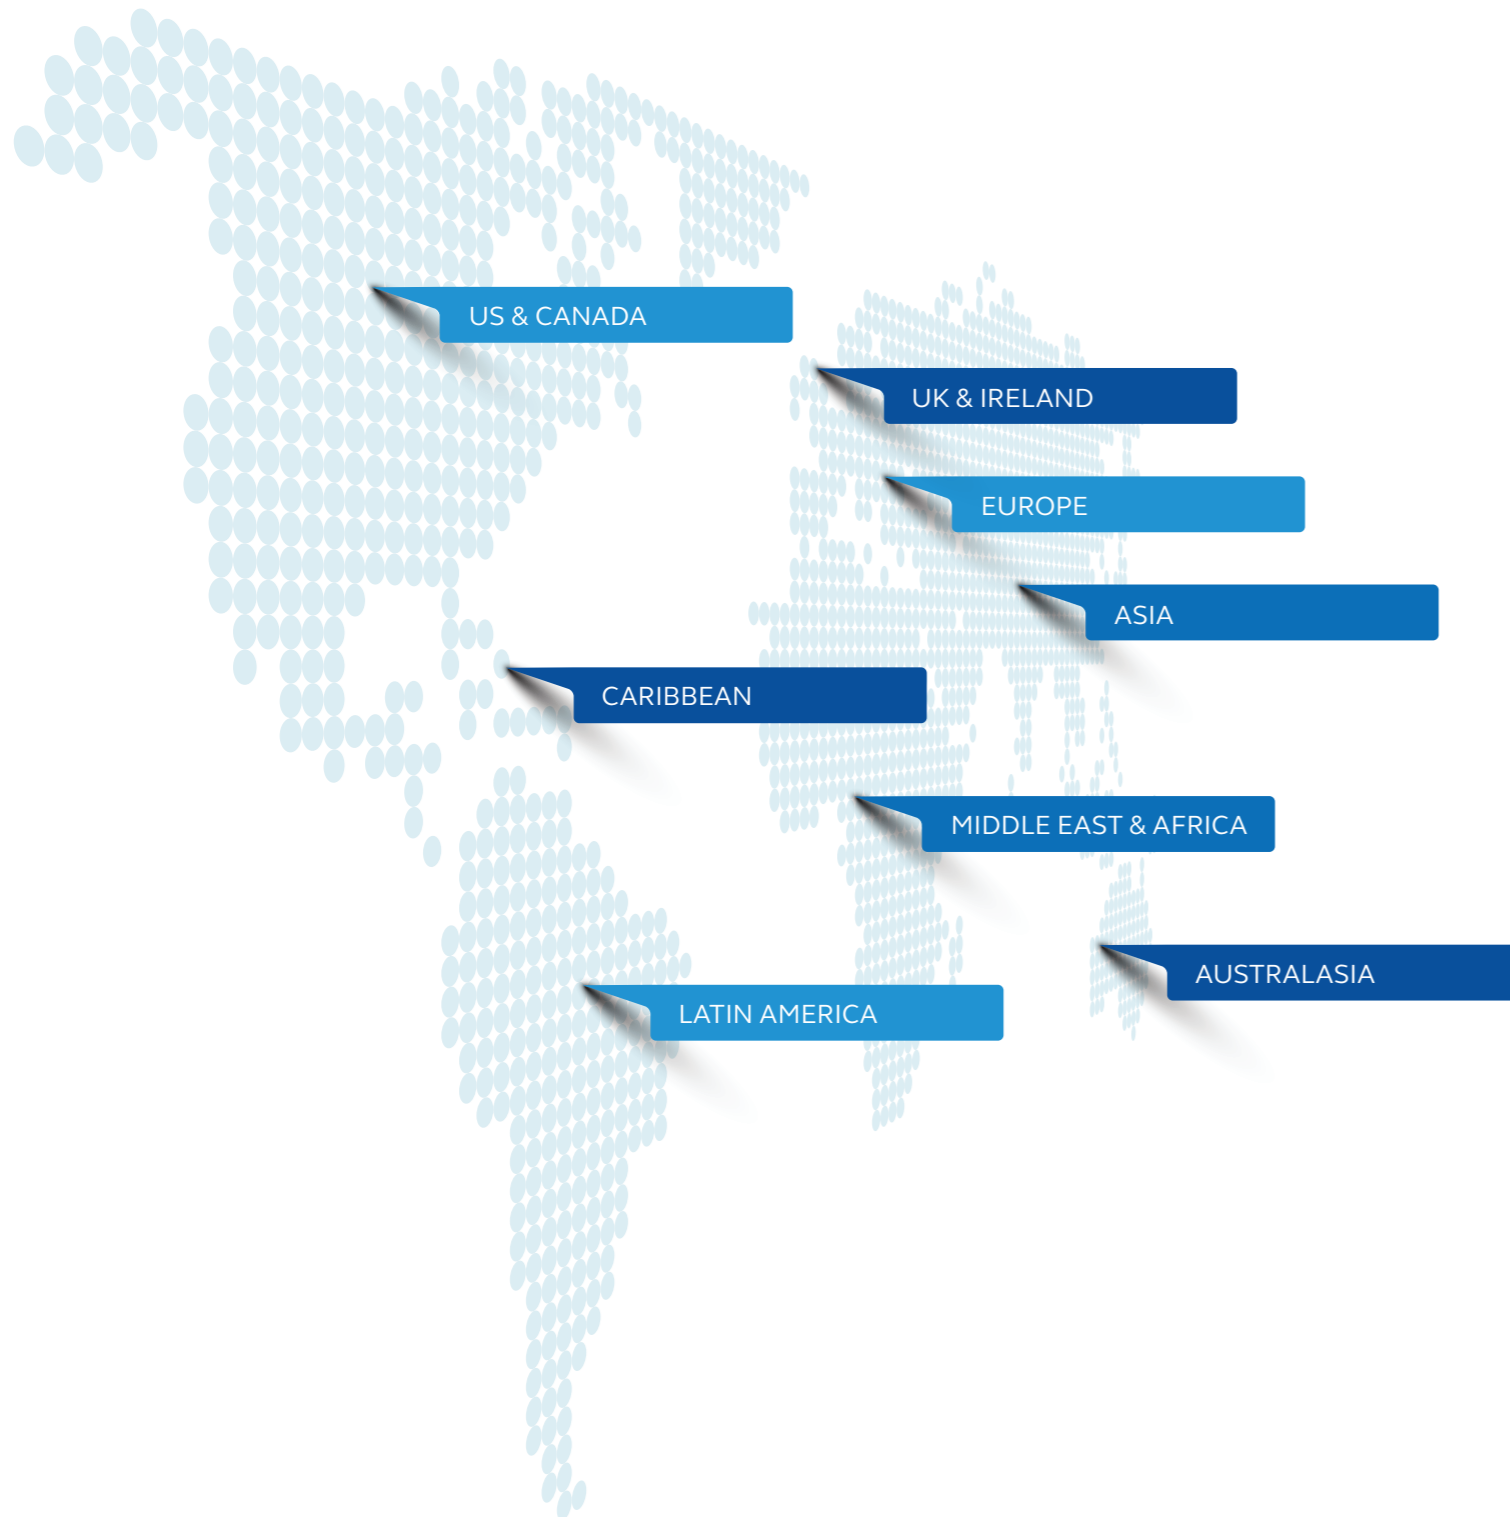 US & CANADA
UK & IRELAND
EUROPE
ASIA
CARIBBEAN
MIDDLE EAST & AFRICA
AUSTRALASIA
LATIN AMERICA